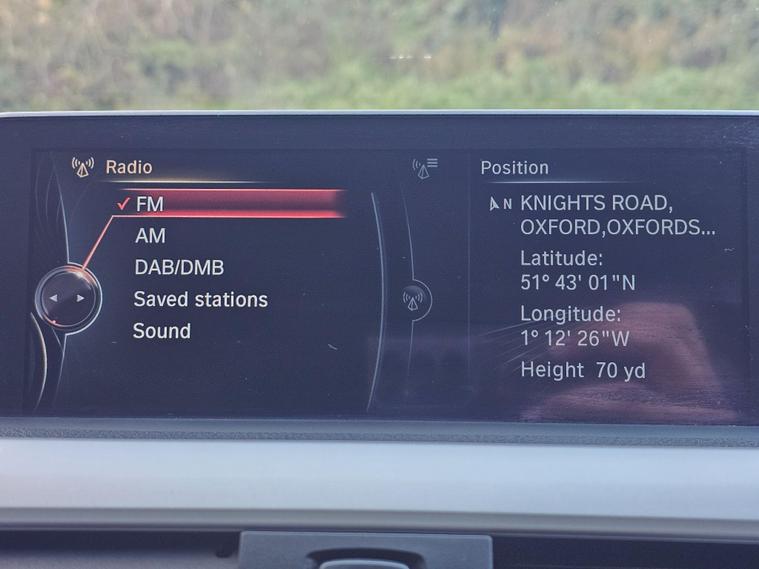 Radio
✓ FM
AM
DAB/DMB
Saved stations
Sound
Position
N KNIGHTS ROAD,
OXFORD,OXFORDS...
Latitude:
51° 43' 01"N
Longitude:
1° 12' 26"W
Height 70 yd